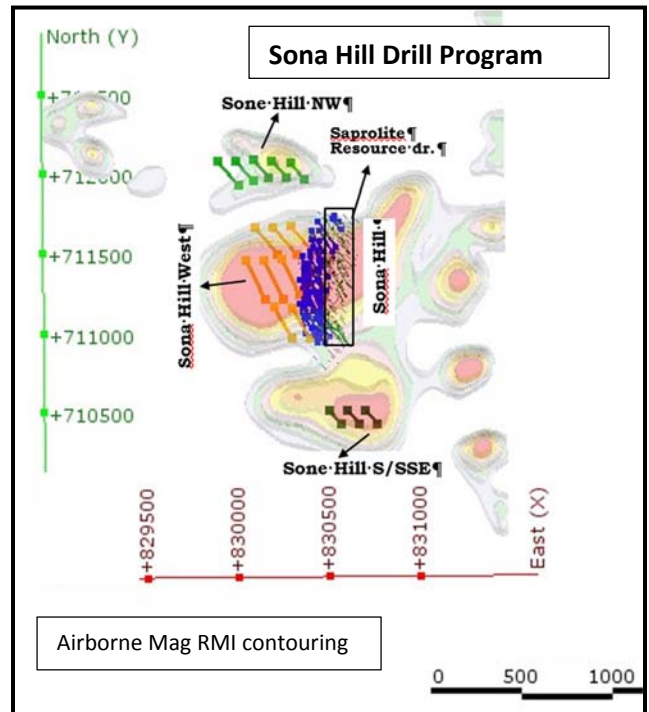 North (Y)
Sona Hill Drill Program
Sone·Hill·NW¶
Saprolite¶
Resource·dr.¶
+712000
+711500
+711000
+710500
Sona·Hill·West¶
Sona·Hill·¶
Sone·Hill·S/SSE¶
+829500
+830000
+830500
+831000
East (X)
Airborne Mag RMI contouring
0 500 1000